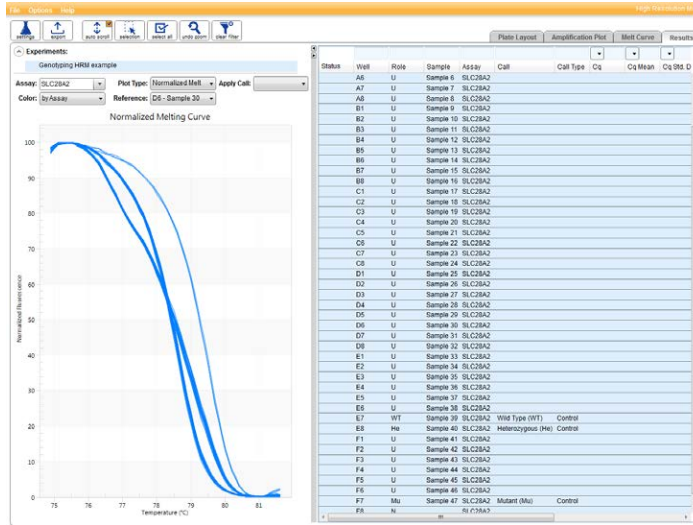 File Options Help
High Resolution M
settings export auto scroll selection select all undo zoom clear filter
Plate Layout Amplification Plot Melt Curve Results
Experiments:
Genotyping HRM example
Assay: SLC28A2 Plot Type: Normalized Melt Apply Call:
Color: by Assay Reference: D6 - Sample 30
Normalized Melting Curve
Normalized Fluorescence
100
90
80
70
60
50
40
30
20
10
0
75 76 77 78 79 80 81
Temperature (°C)
Status Well Role Sample Assay Call Call Type Cq Cq Mean Cq Std. D
A6 U Sample 6 SLC28A2
A7 U Sample 7 SLC28A2
A8 U Sample 8 SLC28A2
B1 U Sample 9 SLC28A2
B2 U Sample 10 SLC28A2
B3 U Sample 11 SLC28A2
B4 U Sample 12 SLC28A2
B5 U Sample 13 SLC28A2
B6 U Sample 14 SLC28A2
B7 U Sample 15 SLC28A2
B8 U Sample 16 SLC28A2
C1 U Sample 17 SLC28A2
C2 U Sample 18 SLC28A2
C3 U Sample 19 SLC28A2
C4 U Sample 20 SLC28A2
C5 U Sample 21 SLC28A2
C6 U Sample 22 SLC28A2
C7 U Sample 23 SLC28A2
C8 U Sample 24 SLC28A2
D1 U Sample 25 SLC28A2
D2 U Sample 26 SLC28A2
D3 U Sample 27 SLC28A2
D4 U Sample 28 SLC28A2
D5 U Sample 29 SLC28A2
D6 U Sample 30 SLC28A2
D7 U Sample 31 SLC28A2
D8 U Sample 32 SLC28A2
E1 U Sample 33 SLC28A2
E2 U Sample 34 SLC28A2
E3 U Sample 35 SLC28A2
E4 U Sample 36 SLC28A2
E5 U Sample 37 SLC28A2
E6 U Sample 38 SLC28A2
E7 WT Sample 39 SLC28A2 Wild Type (WT) Control
E8 He Sample 40 SLC28A2 Heterozygous (He) Control
F1 U Sample 41 SLC28A2
F2 U Sample 42 SLC28A2
F3 U Sample 43 SLC28A2
F4 U Sample 44 SLC28A2
F5 U Sample 45 SLC28A2
F6 U Sample 46 SLC28A2
F7 Mu Sample 47 SLC28A2 Mutant (Mu) Control
F8 N SLC28A2